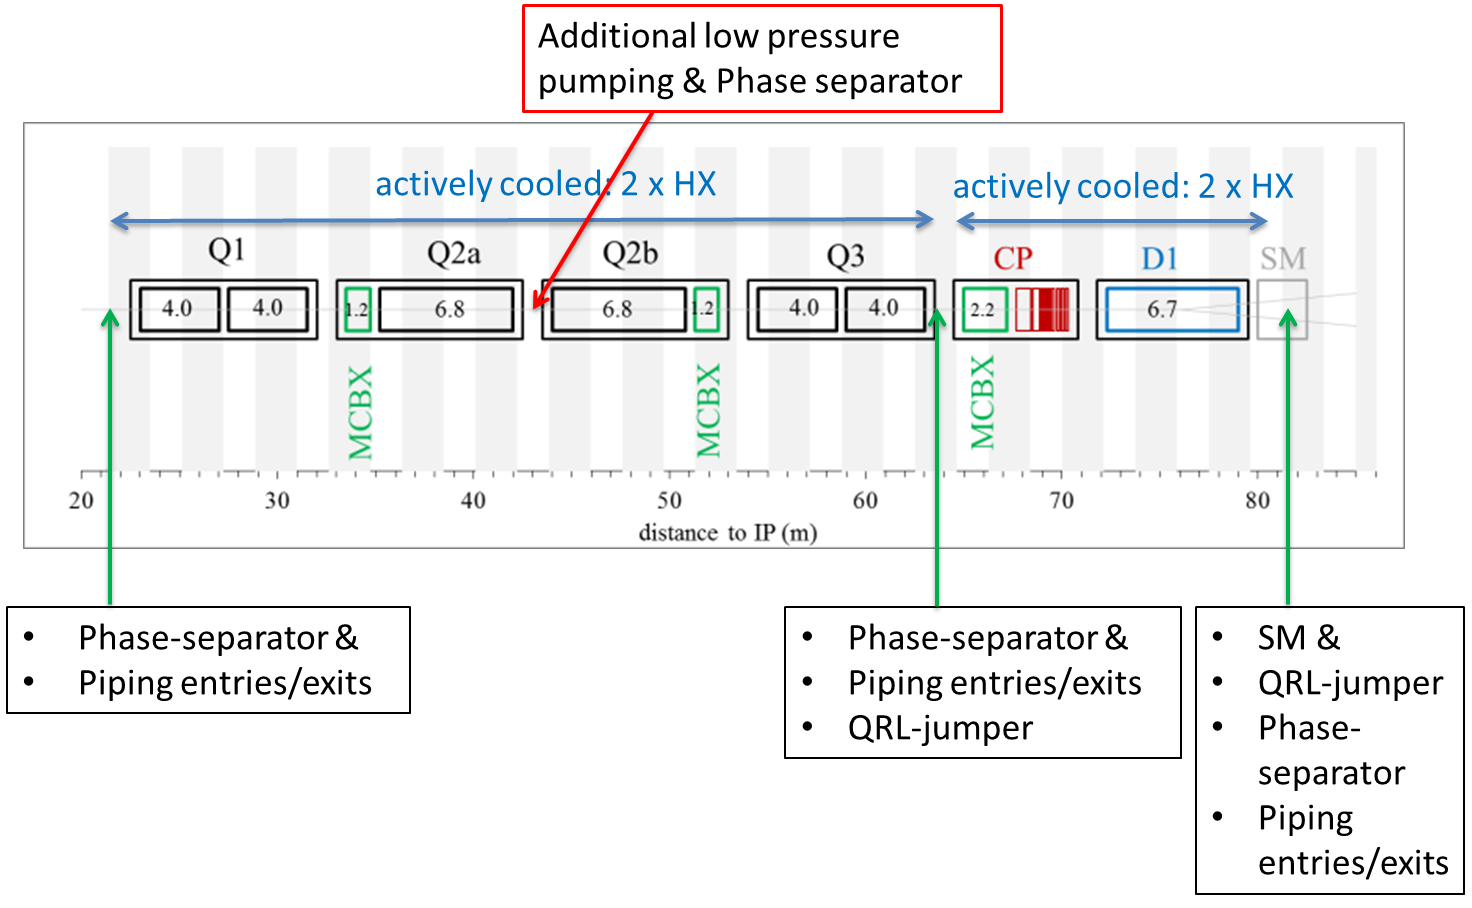 Additional low pressure
pumping & Phase separator
actively cooled: 2 x HX
actively cooled: 2 x HX
Q1
Q2a
Q2b
Q3
CP
D1
SM
4.0
4.0
1.2
6.8
6.8
1.2
4.0
4.0
2.2
6.7
MCBX
MCBX
MCBX
20
30
40
50
60
70
80
distance to IP (m)
• Phase-separator &
• Piping entries/exits
• Phase-separator &
• Piping entries/exits
• QRL-jumper
• SM &
• QRL-jumper
• Phase-
separator
• Piping
entries/exits